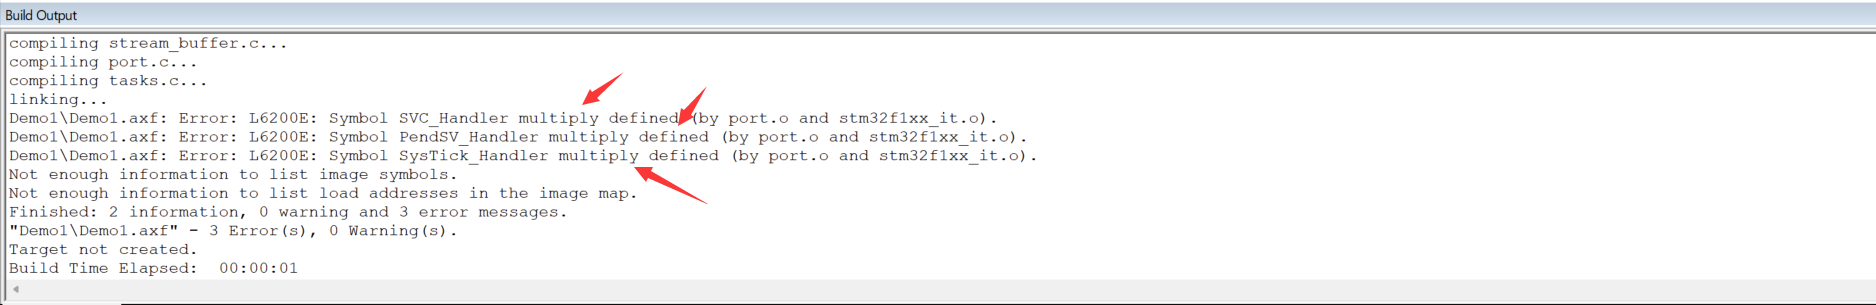 Build Output
compiling stream_buffer.c...
compiling port.c...
compiling tasks.c...
linking...
Demo1\Demo1.axf: Error: L6200E: Symbol SVC_Handler multiply defined (by port.o and stm32f1xx_it.o).
Demo1\Demo1.axf: Error: L6200E: Symbol PendSV_Handler multiply defined (by port.o and stm32f1xx_it.o).
Demo1\Demo1.axf: Error: L6200E: Symbol SysTick_Handler multiply defined (by port.o and stm32f1xx_it.o).
Not enough information to list image symbols.
Not enough information to list load addresses in the image map.
Finished: 2 information, 0 warning and 3 error messages.
"Demo1\Demo1.axf" - 3 Error(s), 0 Warning(s).
Target not created.
Build Time Elapsed:  00:00:01